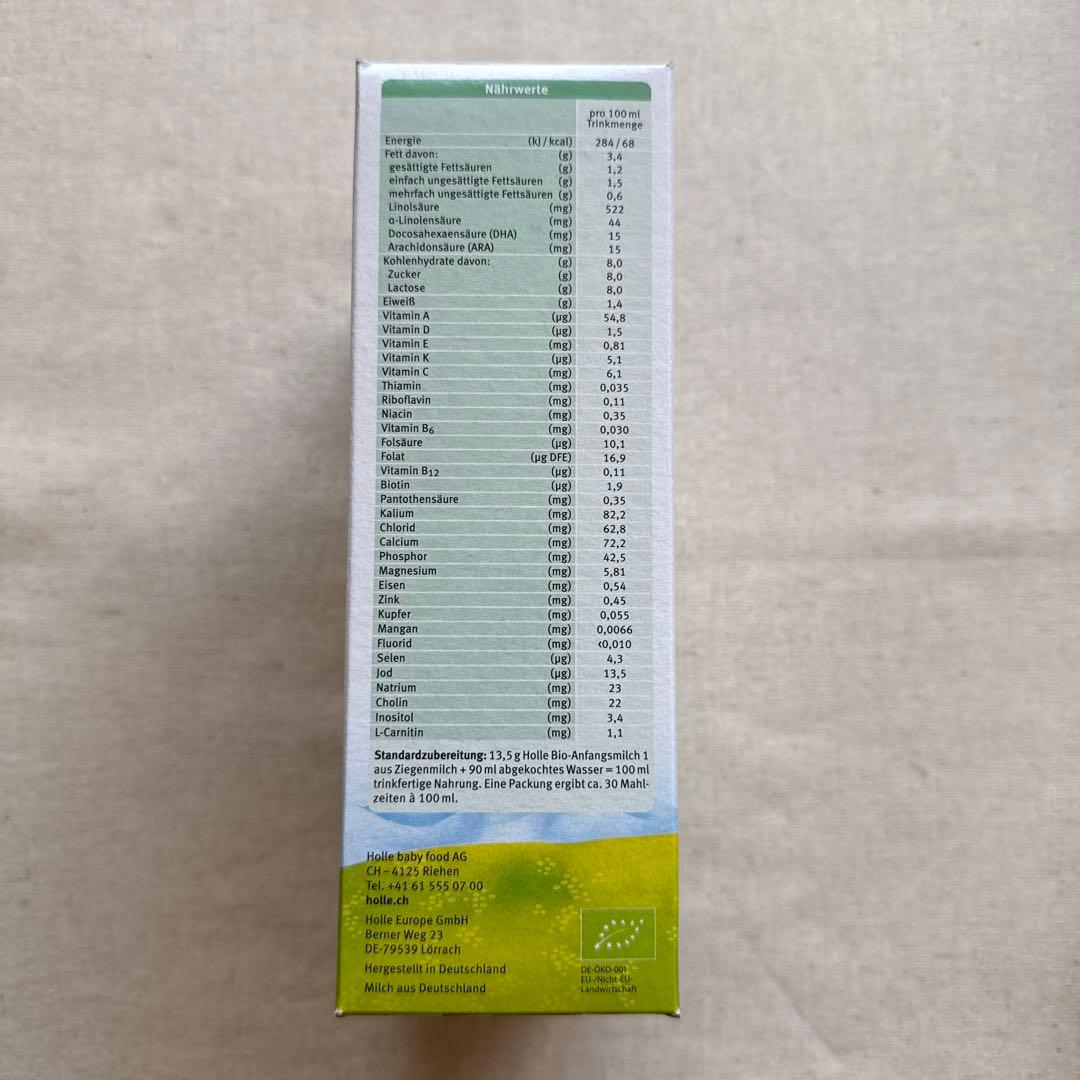 Nährwerte
pro 100 ml
Trinkmenge
Energie (kJ / kcal) 284 / 68
Fett davon: (g) 3,4
gesättigte Fettsäuren (g) 1,2
einfach ungesättigte Fettsäuren (g) 1,5
mehrfach ungesättigte Fettsäuren (g) 0,6
Linolsäure (mg) 522
α-Linolensäure (mg) 44
Docosahexaensäure (DHA) (mg) 15
Arachidonsäure (ARA) (mg) 15
Kohlenhydrate davon: (g) 8,0
Zucker (g) 8,0
Lactose (g) 8,0
Eiweiß (g) 1,4
Vitamin A (µg) 54,8
Vitamin D (µg) 1,5
Vitamin E (mg) 0,81
Vitamin K (µg) 5,1
Vitamin C (mg) 6,1
Thiamin (mg) 0,035
Riboflavin (mg) 0,11
Niacin (mg) 0,35
Vitamin B6 (mg) 0,030
Folsäure (µg) 10,1
Folat (µg DFE) 16,9
Vitamin B12 (µg) 0,11
Biotin (µg) 1,9
Pantothensäure (mg) 0,35
Kalium (mg) 82,2
Chlorid (mg) 62,8
Calcium (mg) 72,2
Phosphor (mg) 42,5
Magnesium (mg) 5,81
Eisen (mg) 0,54
Zink (mg) 0,45
Kupfer (mg) 0,055
Mangan (mg) 0,0066
Fluorid (mg) <0,010
Selen (µg) 4,3
Jod (µg) 13,5
Natrium (mg) 23
Cholin (mg) 22
Inositol (mg) 3,4
L-Carnitin (mg) 1,1
Standardzubereitung: 13,5 g Holle Bio-Anfangsmilch 1
aus Ziegenmilch + 90 ml abgekochtes Wasser = 100 ml
trinkfertige Nahrung. Eine Packung ergibt ca. 30 Mahl-
zeiten à 100 ml.
Holle baby food AG
CH – 4125 Riehen
Tel. +41 61 555 07 00
holle.ch
Holle Europe GmbH
Berner Weg 23
DE-79539 Lörrach
Hergestellt in Deutschland
Milch aus Deutschland
DE-ÖKO-001
EU-/Nicht-EU-
Landwirtschaft